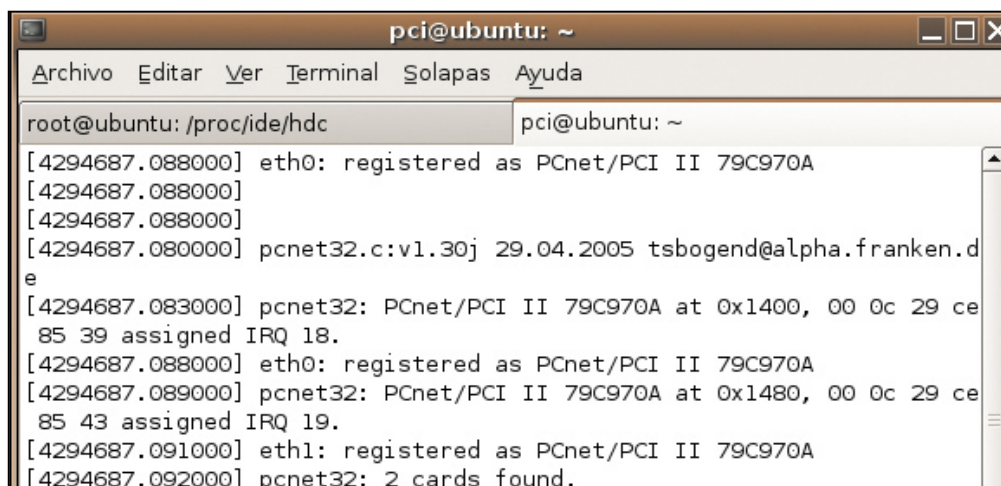 pci@ubuntu: ~
Archivo Editar Ver Terminal Solapas Ayuda
root@ubuntu: /proc/ide/hdc pci@ubuntu: ~
[4294687.088000] eth0: registered as PCnet/PCI II 79C970A
[4294687.088000]
[4294687.088000]
[4294687.080000] pcnet32.c:v1.30j 29.04.2005 tsbogend@alpha.franken.d
e
[4294687.083000] pcnet32: PCnet/PCI II 79C970A at 0x1400, 00 0c 29 ce
85 39 assigned IRQ 18.
[4294687.088000] eth0: registered as PCnet/PCI II 79C970A
[4294687.089000] pcnet32: PCnet/PCI II 79C970A at 0x1480, 00 0c 29 ce
85 43 assigned IRQ 19.
[4294687.091000] eth1: registered as PCnet/PCI II 79C970A
[4294687.092000] pcnet32: 2 cards found.